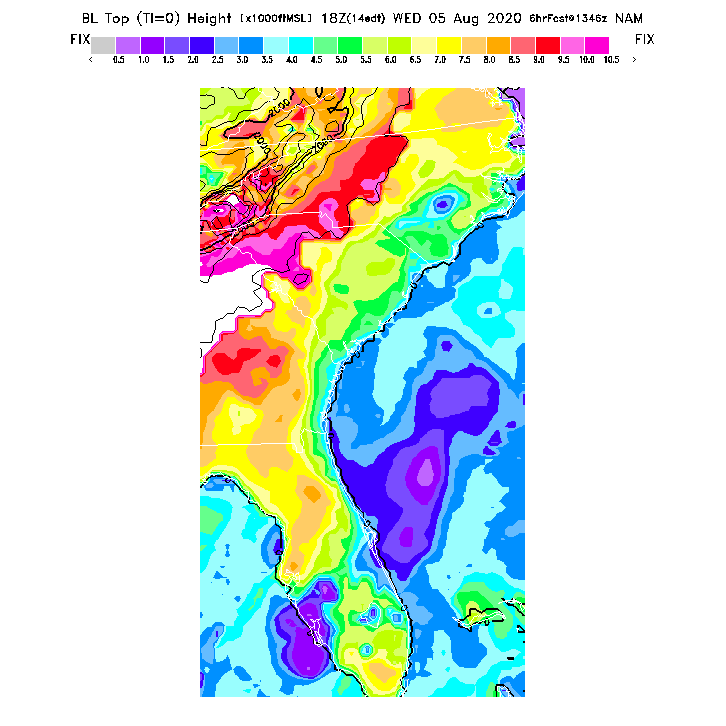 BL Top (TI=0) Height [x1000ftMSL] 18Z(14edt) WED 05 Aug 2020 6hrFcst@1346z NAM
FIX FIX
< 0.5 1.0 1.5 2.0 2.5 3.0 3.5 4.0 4.5 5.0 5.5 6.0 6.5 7.0 7.5 8.0 8.5 9.0 9.5 10.0 10.5 >
2000
2000
2000